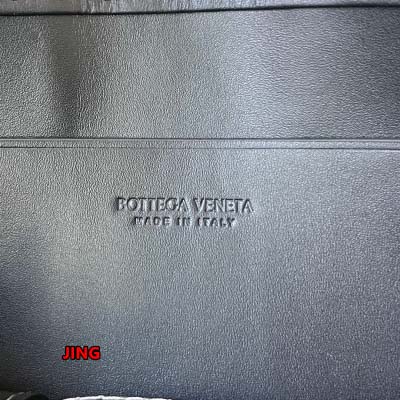 BOTTEGA VENETA
MADE IN ITALY
JING